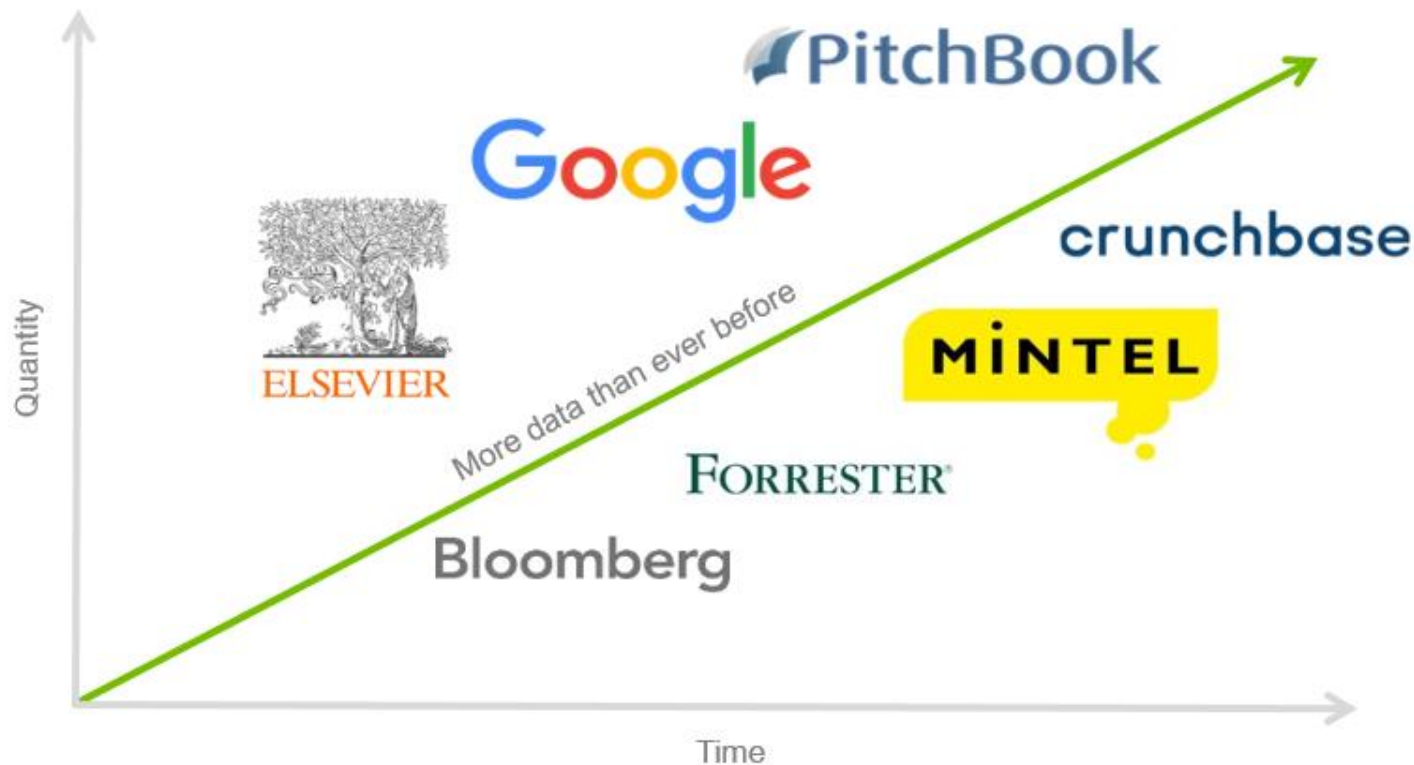 PitchBook
Google
crunchbase
ELSEVIER
MiNTEL
More data than ever before
FORRESTER®
Bloomberg
Quantity
Time